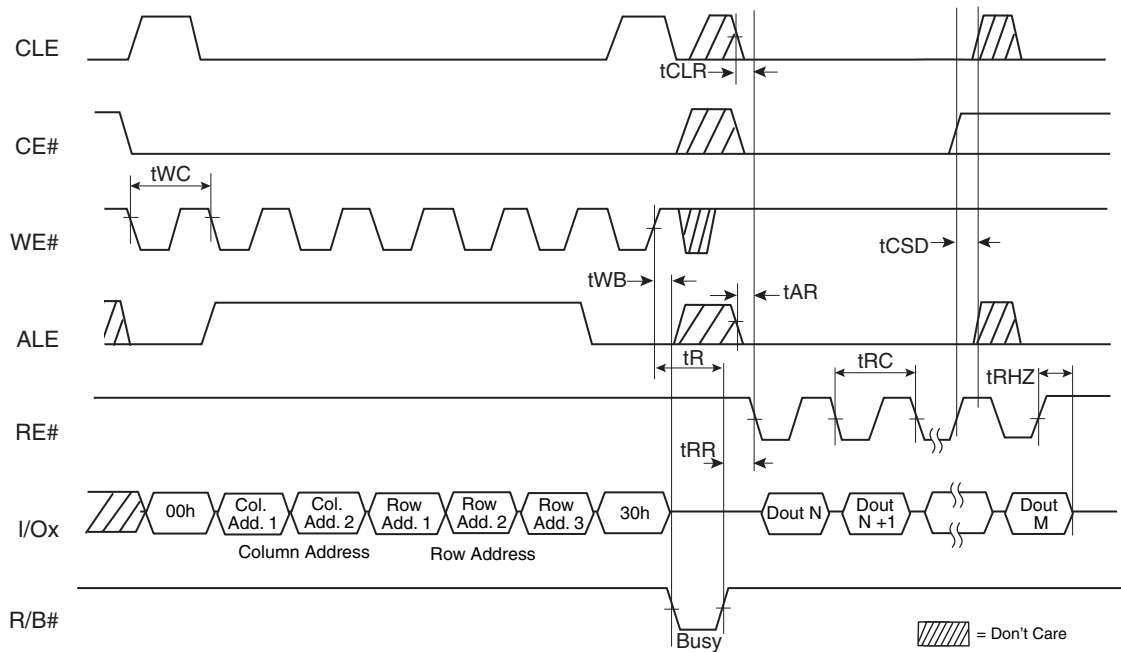 CLE
tCLR
CE#
tWC
WE#
tCSD
tWB
tAR
ALE
tR
tRC
tRHZ
RE#
tRR
I/Ox
00h
Col.
Add. 1
Col.
Add. 2
Row
Add. 1
Row
Add. 2
Row
Add. 3
30h
Dout N
Dout
N +1
Dout
M
Column Address
Row Address
R/B#
Busy
= Don't Care